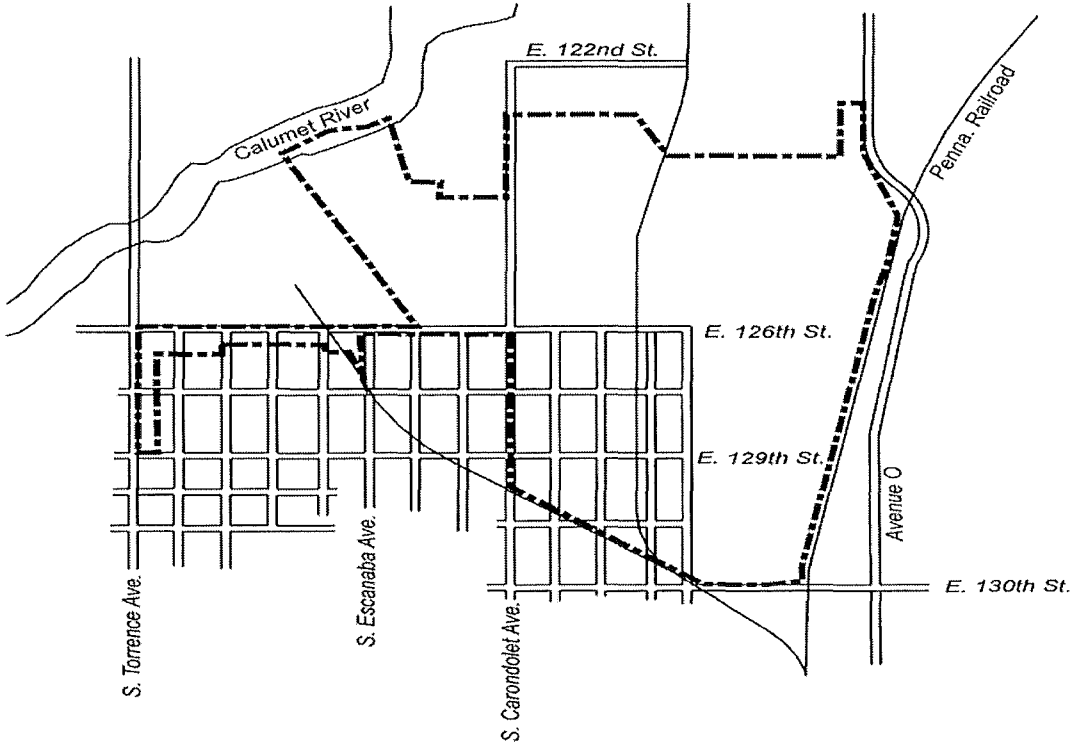 E. 122nd St.
Calumet River
Penna. Railroad
E. 126th St.
E. 129th St.
Avenue O
E. 130th St.
S. Torrence Ave.
S. Escanaba Ave.
S. Carondolet Ave.